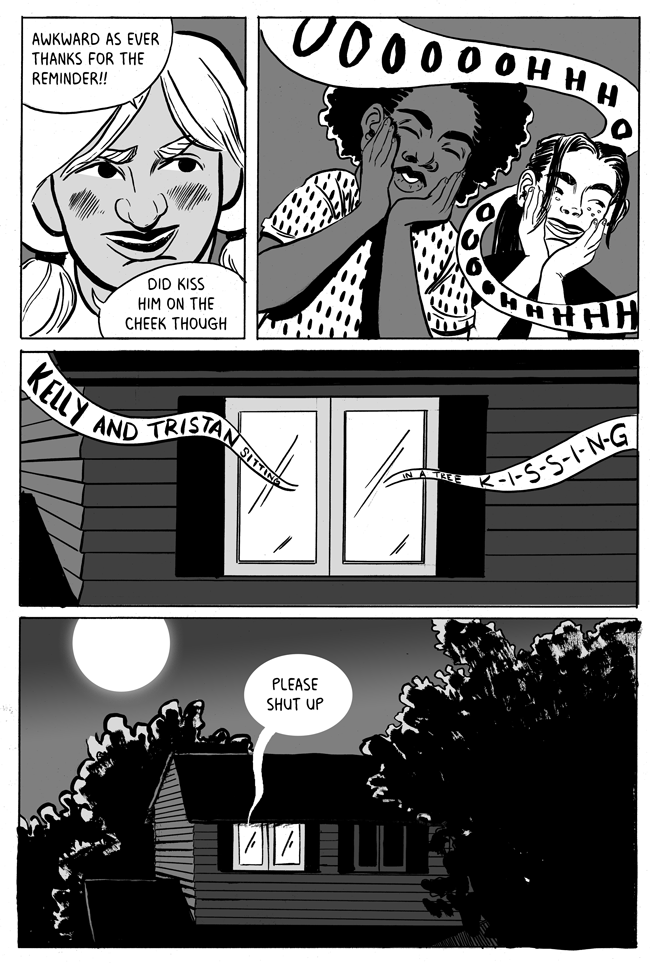 AWKWARD AS EVER
THANKS FOR THE
REMINDER!!
DID KISS
HIM ON THE
CHEEK THOUGH
OOOOOOHHHO
OOOOOHHHHHH
KELLY AND TRISTAN SITTING
IN A TREE K-I-S-S-I-N-G
PLEASE
SHUT UP